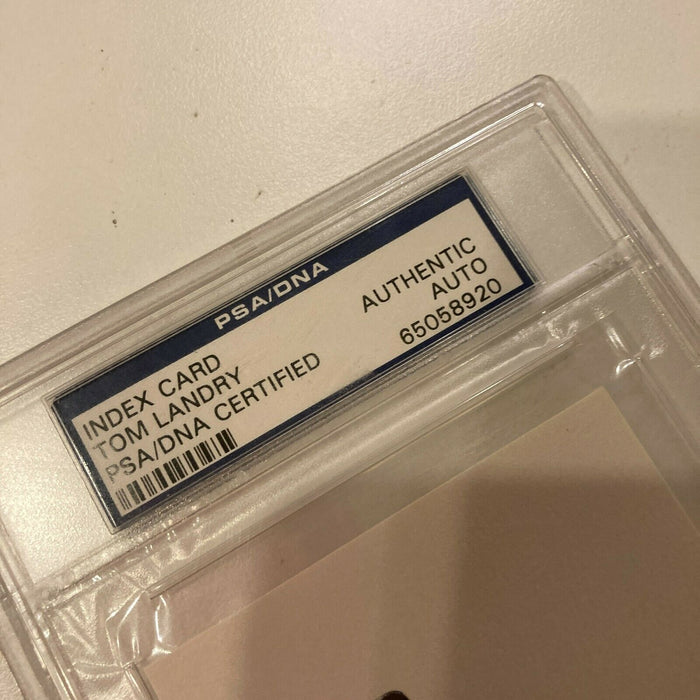 PSA/DNA
INDEX CARD
TOM LANDRY
PSA/DNA CERTIFIED
AUTHENTIC
AUTO
65058920